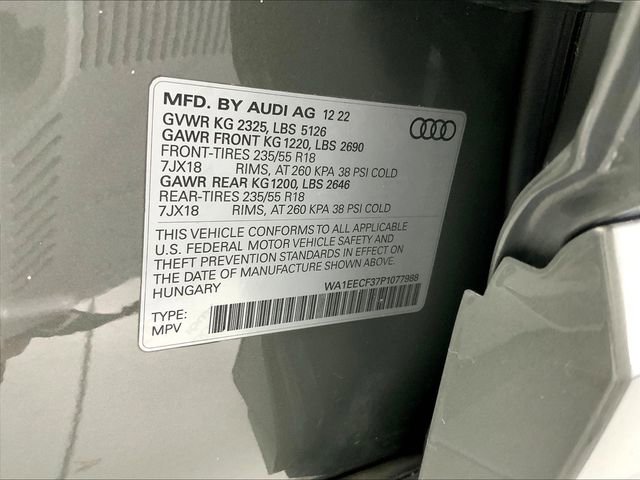 MFD. BY AUDI AG 12 22
GVWR KG 2325, LBS 5126
GAWR FRONT KG 1220, LBS 2690
FRONT-TIRES 235/55 R18
7JX18 RIMS, AT 260 KPA 38 PSI COLD
GAWR REAR KG 1200, LBS 2646
REAR-TIRES 235/55 R18
7JX18 RIMS, AT 260 KPA 38 PSI COLD
THIS VEHICLE CONFORMS TO ALL APPLICABLE
U.S. FEDERAL MOTOR VEHICLE SAFETY AND
THEFT PREVENTION STANDARDS IN EFFECT ON
THE DATE OF MANUFACTURE SHOWN ABOVE.
HUNGARY WA1EECF37P1077988
TYPE:
MPV